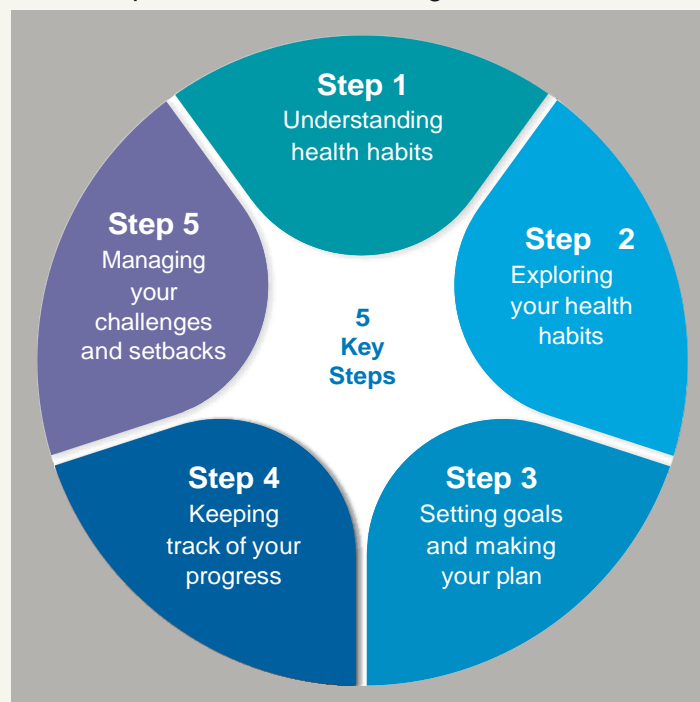 Step 1
Understanding
health habits
Step 2
Exploring
your health
habits
Step 3
Setting goals
and making
your plan
Step 4
Keeping
track of your
progress
Step 5
Managing
your
challenges
and setbacks
5
Key
Steps